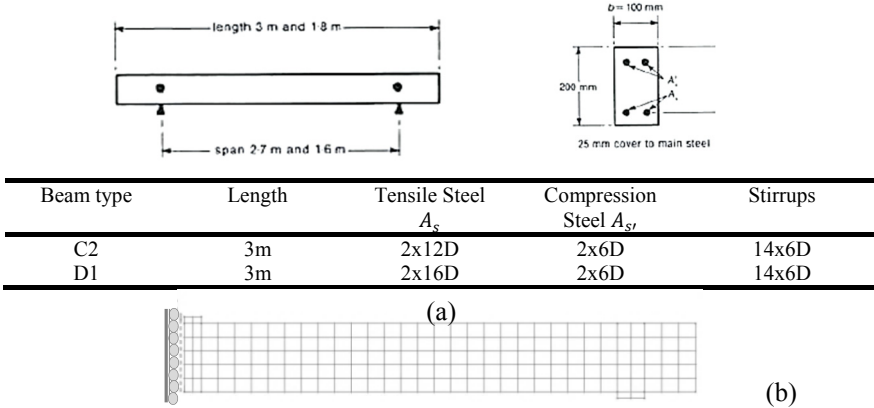 length 3 m and 1·8 m
span 2·7 m and 1·6 m
b = 100 mm
200 mm
A's
As
25 mm cover to main steel
Beam type Length Tensile Steel As Compression Steel As′ Stirrups
C2 3m 2x12D 2x6D 14x6D
D1 3m 2x16D 2x6D 14x6D
(a)
(b)